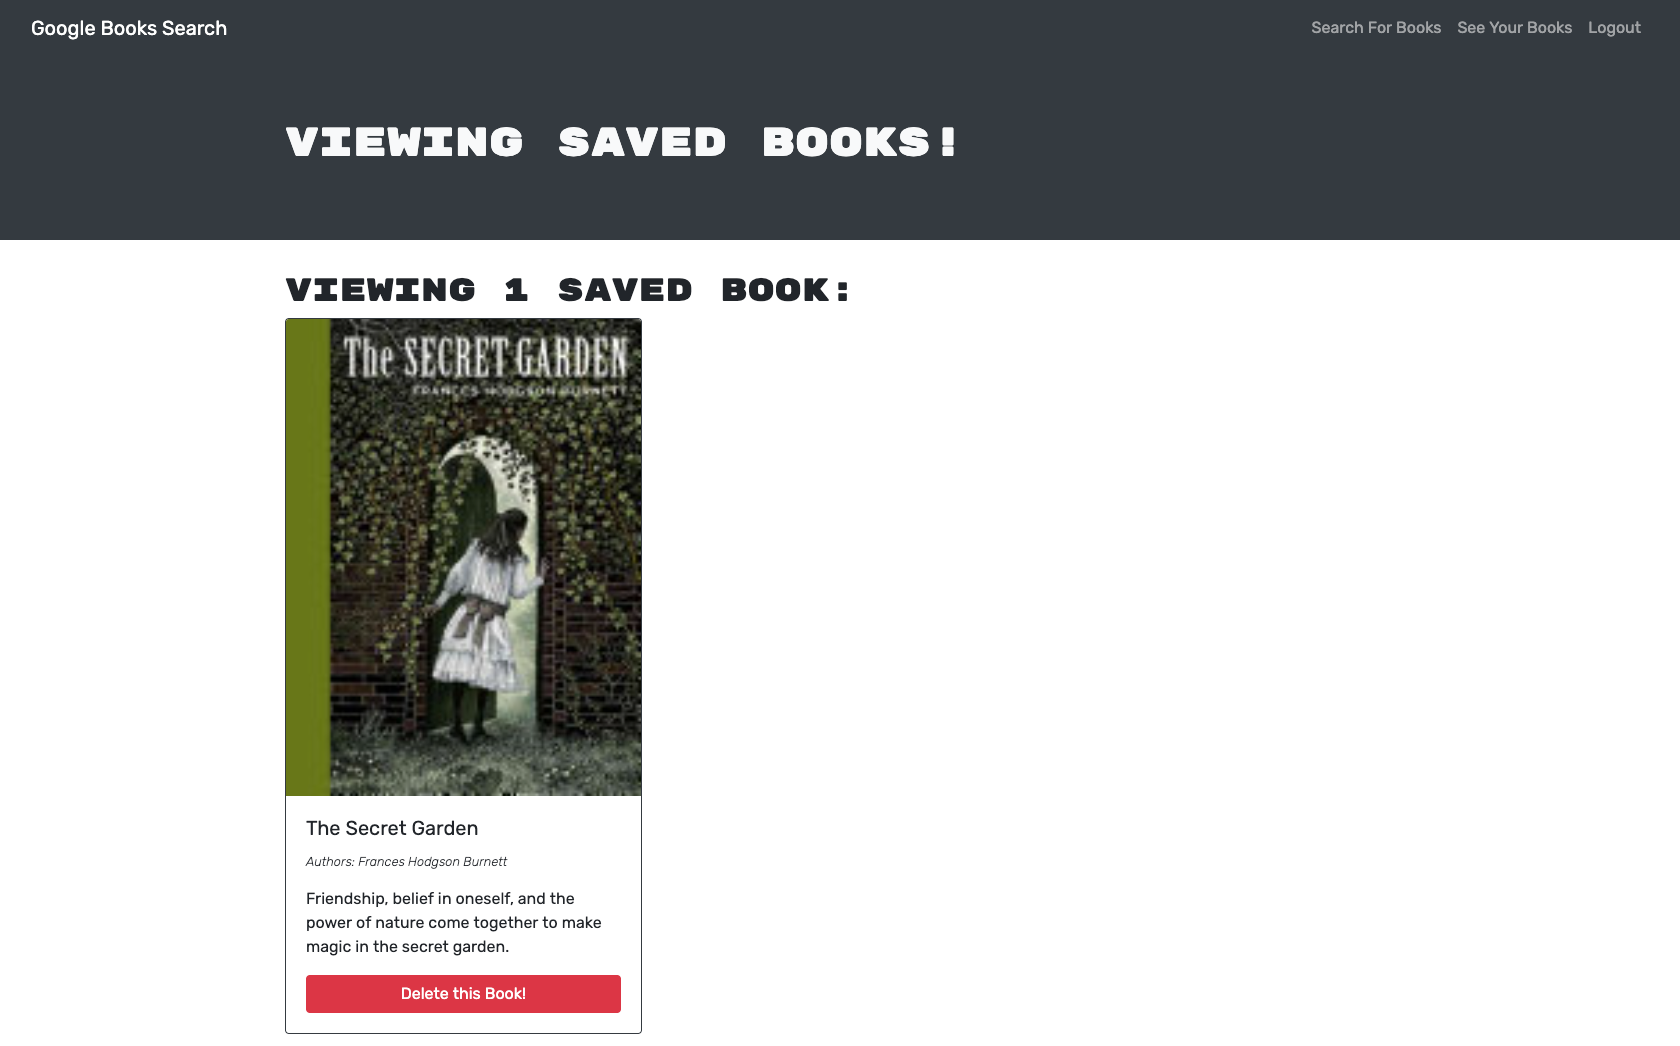 Google Books Search
Search For Books See Your Books Logout
VIEWING SAVED BOOKS!
VIEWING 1 SAVED BOOK:
The SECRET GARDEN
FRANCES HODGSON BURNETT
The Secret Garden
Authors: Frances Hodgson Burnett
Friendship, belief in oneself, and the
power of nature come together to make
magic in the secret garden.
Delete this Book!